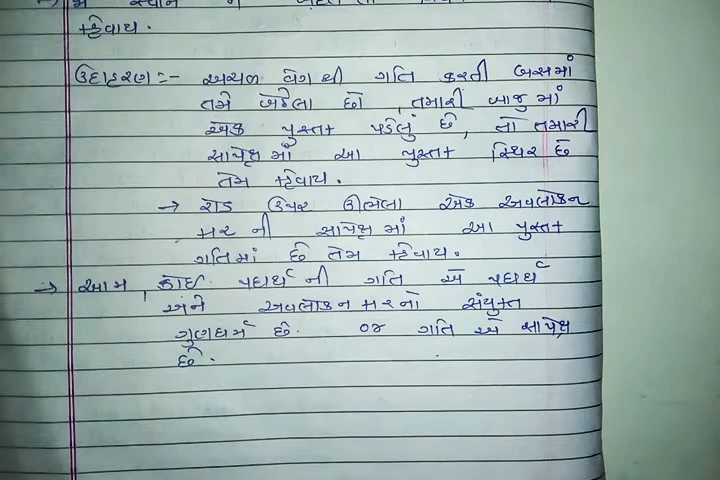 સ્થાન ન
કહેવાય.
ઉદાહરણ :- અચળ વેગથી ગતિ કરતી બસમાં
તમે બેઠેલા છો, તમારી બાજુમાં
એક પુસ્તક પડેલું છે, તો તમારી
સાપેક્ષમાં આ પુસ્તક સ્થિર છે
તેમ કહેવાય.
→ રોડ ઉપર ઊભેલા એક અવલોકન
કારની સાપેક્ષમાં આ પુસ્તક
ગતિમાં છે તેમ કહેવાય.
→ આમ, કોઈ પદાર્થની ગતિ એ પદાર્થ
અને અવલોકનકારનો સંયુક્ત
ગુણધર્મ છે. ગતિ એ સાપેક્ષ
છે.